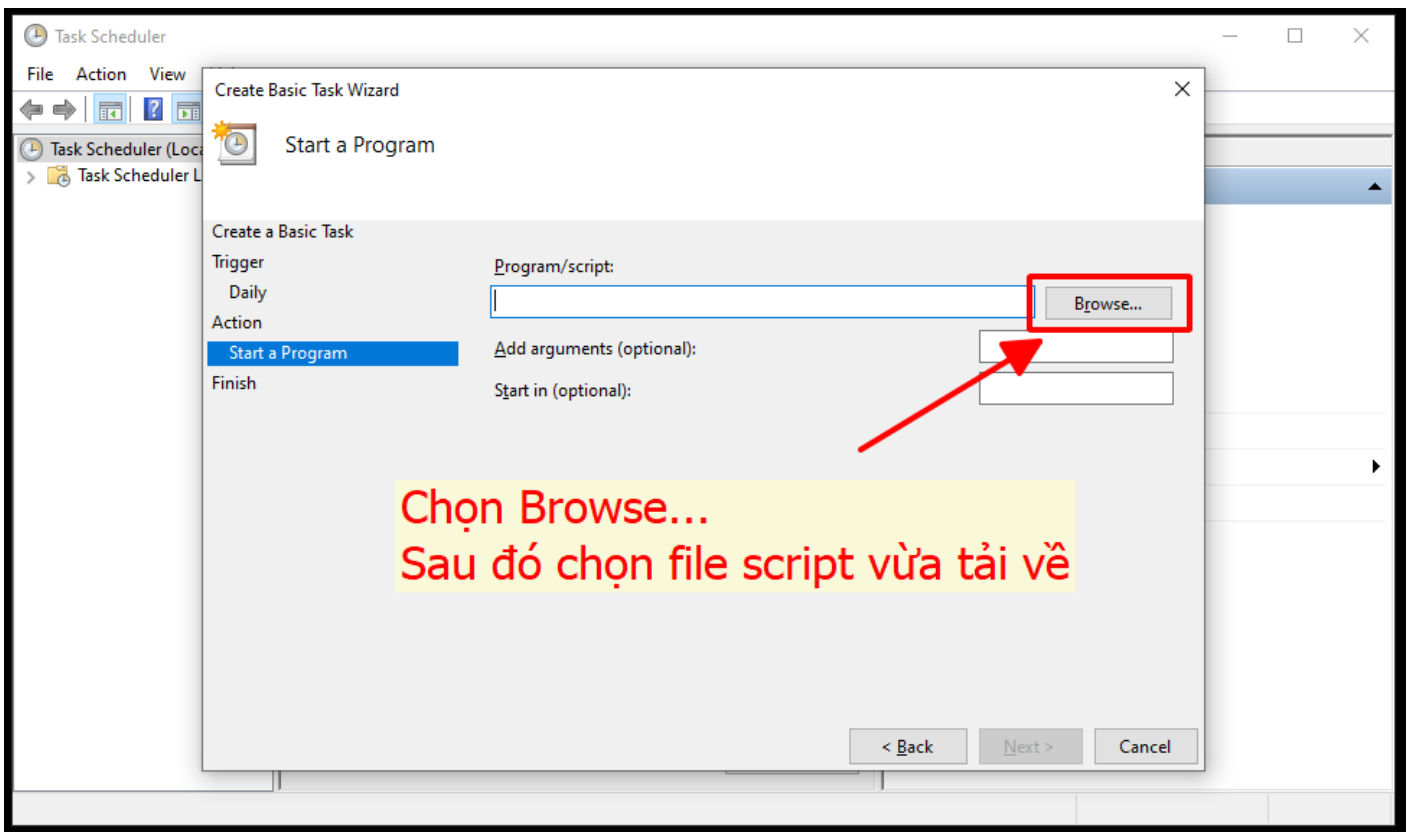 Task Scheduler
File Action View
Create Basic Task Wizard
Start a Program
Task Scheduler (Loca
Task Scheduler L
Create a Basic Task
Trigger
Daily
Action
Start a Program
Finish
Program/script:
Browse...
Add arguments (optional):
Start in (optional):
Chọn Browse...
Sau đó chọn file script vừa tải về
< Back
Next >
Cancel